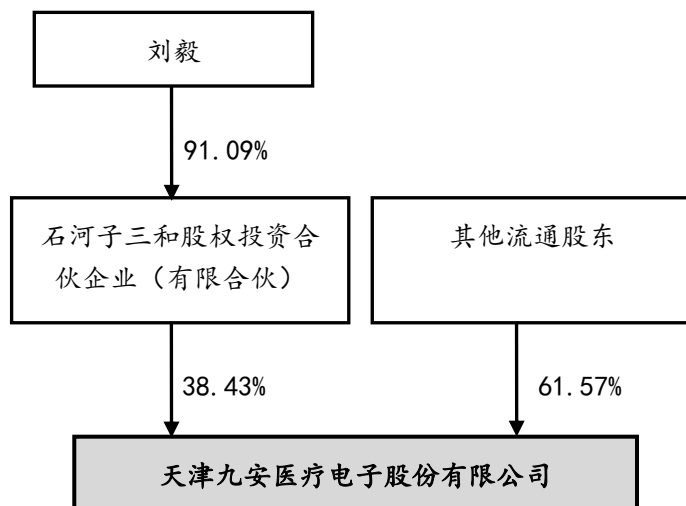 刘毅
91.09%
石河子三和股权投资合
伙企业（有限合伙）
其他流通股东
38.43%
61.57%
天津九安医疗电子股份有限公司